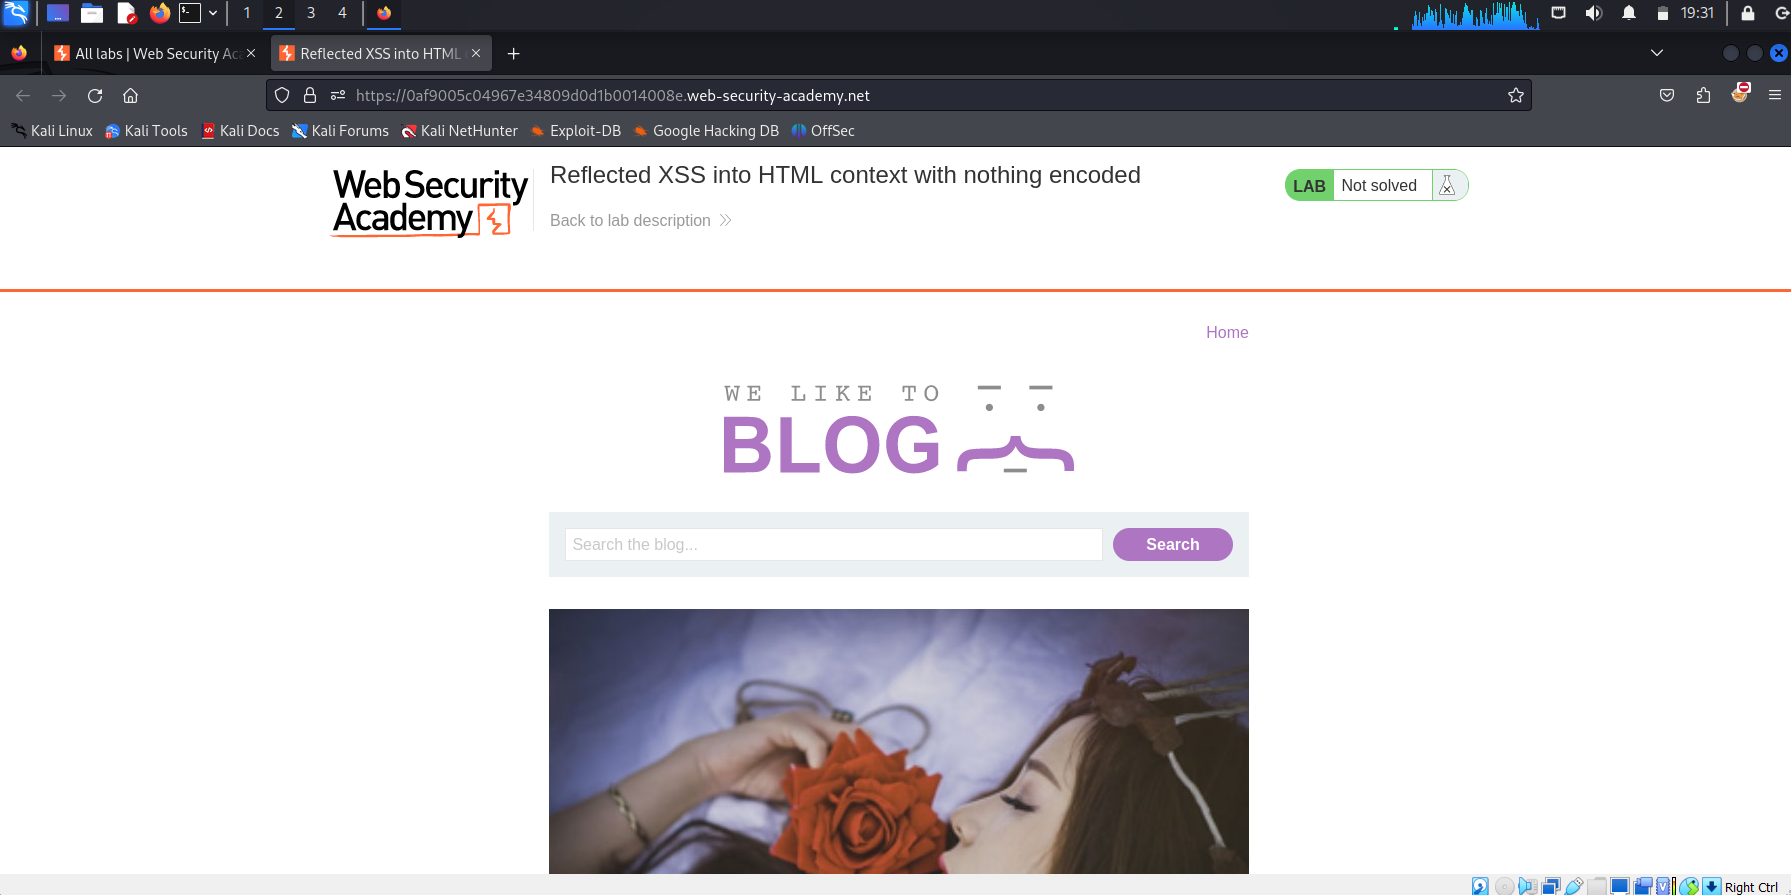 1 2 3 4 19:31
All labs | Web Security Ac
Reflected XSS into HTML
https://0af9005c04967e34809d0d1b0014008e.web-security-academy.net
Kali Linux Kali Tools Kali Docs Kali Forums Kali NetHunter Exploit-DB Google Hacking DB OffSec
Web Security
Academy
Reflected XSS into HTML context with nothing encoded
Back to lab description
LAB Not solved
Home
WE LIKE TO
BLOG
Search the blog... Search
Right Ctrl